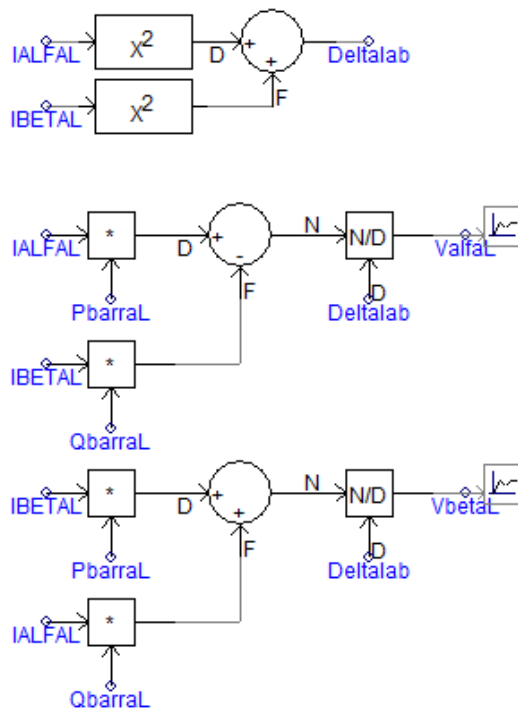 IALFAL
X2
D
+
+
Deltalab
IBETAL
X2
F
IALFAL
*
D
+
-
N
N/D
ValfaL
PbarraL
F
D
Deltalab
IBETAL
*
QbarraL
IBETAL
*
D
+
+
N
N/D
VbetaL
PbarraL
F
D
Deltalab
IALFAL
*
QbarraL